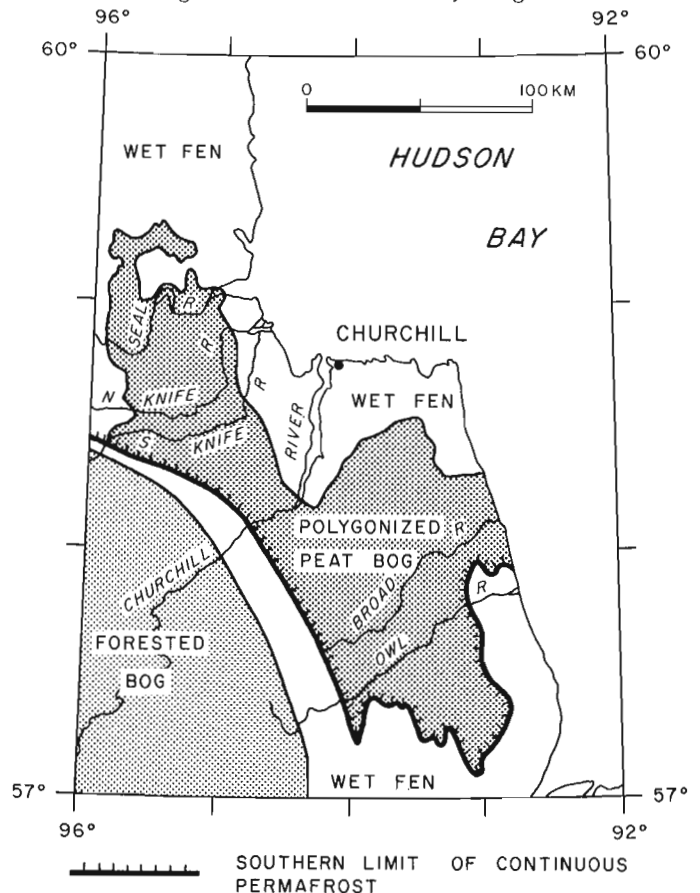 96° 92°
60° 60°
0 100 KM
WET FEN
HUDSON
BAY
SEAL
R
R
CHURCHILL
N KNIFE
R
WET FEN
S KNIFE
RIVER
POLYGONIZED
R
PEAT BOG
CHURCHILL
BROAD
R
FORESTED
OWL
BOG
WET FEN
57° 57°
96° 92°
SOUTHERN LIMIT OF CONTINUOUS
PERMAFROST